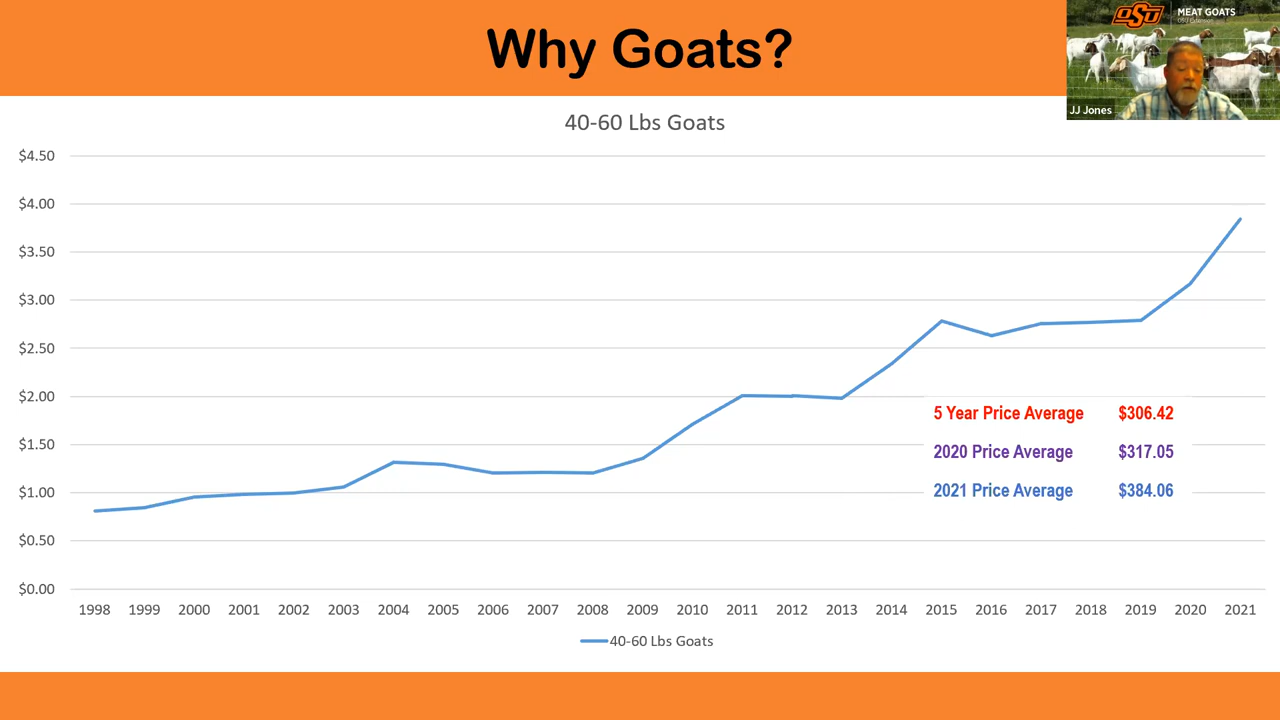 Why Goats?
OSU
MEAT GOATS
OSU Extension
JJ Jones
40-60 Lbs Goats
$4.50
$4.00
$3.50
$3.00
$2.50
$2.00
$1.50
$1.00
$0.50
$0.00
5 Year Price Average $306.42
2020 Price Average $317.05
2021 Price Average $384.06
1998 1999 2000 2001 2002 2003 2004 2005 2006 2007 2008 2009 2010 2011 2012 2013 2014 2015 2016 2017 2018 2019 2020 2021
40-60 Lbs Goats